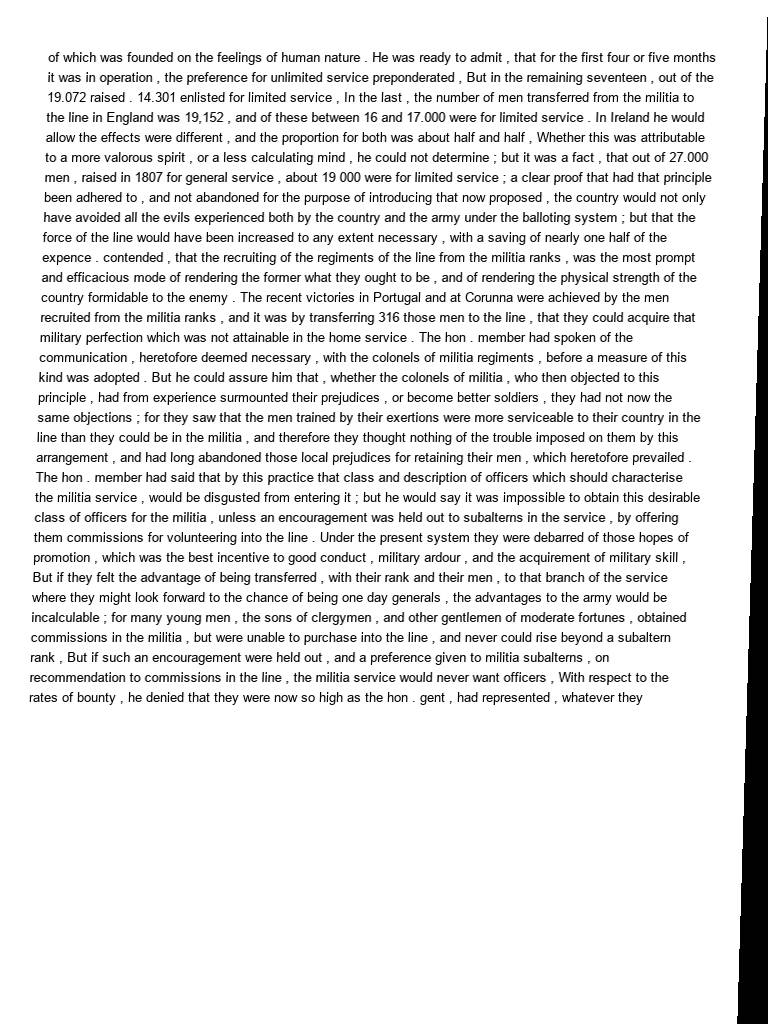 of which was founded on the feelings of human nature . He was ready to admit , that for the first four or five months
it was in operation , the preference for unlimited service preponderated , But in the remaining seventeen , out of the
19.072 raised . 14.301 enlisted for limited service , In the last , the number of men transferred from the militia to
the line in England was 19,152 , and of these between 16 and 17.000 were for limited service . In Ireland he would
allow the effects were different , and the proportion for both was about half and half , Whether this was attributable
to a more valorous spirit , or a less calculating mind , he could not determine ; but it was a fact , that out of 27.000
men , raised in 1807 for general service , about 19 000 were for limited service ; a clear proof that had that principle
been adhered to , and not abandoned for the purpose of introducing that now proposed , the country would not only
have avoided all the evils experienced both by the country and the army under the balloting system ; but that the
force of the line would have been increased to any extent necessary , with a saving of nearly one half of the
expence . contended , that the recruiting of the regiments of the line from the militia ranks , was the most prompt
and efficacious mode of rendering the former what they ought to be , and of rendering the physical strength of the
country formidable to the enemy . The recent victories in Portugal and at Corunna were achieved by the men
recruited from the militia ranks , and it was by transferring 316 those men to the line , that they could acquire that
military perfection which was not attainable in the home service . The hon . member had spoken of the
communication , heretofore deemed necessary , with the colonels of militia regiments , before a measure of this
kind was adopted . But he could assure him that , whether the colonels of militia , who then objected to this
principle , had from experience surmounted their prejudices , or become better soldiers , they had not now the
same objections ; for they saw that the men trained by their exertions were more serviceable to their country in the
line than they could be in the militia , and therefore they thought nothing of the trouble imposed on them by this
arrangement , and had long abandoned those local prejudices for retaining their men , which heretofore prevailed .
The hon . member had said that by this practice that class and description of officers which should characterise
the militia service , would be disgusted from entering it ; but he would say it was impossible to obtain this desirable
class of officers for the militia , unless an encouragement was held out to subalterns in the service , by offering
them commissions for volunteering into the line . Under the present system they were debarred of those hopes of
promotion , which was the best incentive to good conduct , military ardour , and the acquirement of military skill ,
But if they felt the advantage of being transferred , with their rank and their men , to that branch of the service
where they might look forward to the chance of being one day generals , the advantages to the army would be
incalculable ; for many young men , the sons of clergymen , and other gentlemen of moderate fortunes , obtained
commissions in the militia , but were unable to purchase into the line , and never could rise beyond a subaltern
rank , But if such an encouragement were held out , and a preference given to militia subalterns , on
recommendation to commissions in the line , the militia service would never want officers , With respect to the
rates of bounty , he denied that they were now so high as the hon . gent , had represented , whatever they